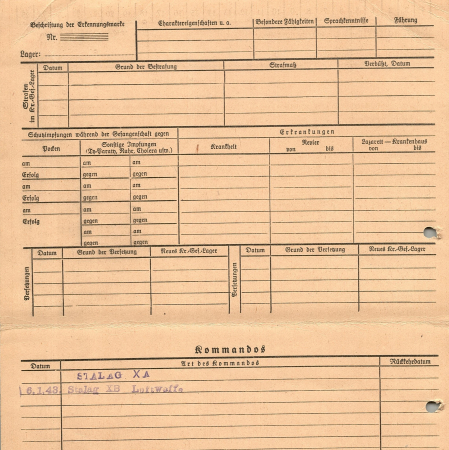 Beschriftung der Erkennungsmarke
Nr.
Lager:
Charaktereigenschaften u. a.
Besondere Fähigkeiten
Sprachkenntnisse
Führung
Strafen in Kr.-Gef.-Lager
Datum
Grund der Bestrafung
Strafmaß
Verbüßt, Datum
Schutzimpfungen während der Gefangenschaft gegen
Erkrankungen
Pocken
Sonstige Impfungen
(Ty-Paraty, Ruhr, Cholera usw.)
Krankheit
Revier
von bis
Lazarett — Krankenhaus
von bis
am am am
Erfolg gegen gegen
am am am
Erfolg gegen gegen
am am am
Erfolg gegen gegen
am am
gegen gegen
Versetzungen
Datum
Grund der Versetzung
Neues Kr.-Gef.-Lager
Versetzungen
Datum
Grund der Versetzung
Neues Kr.-Gef.-Lager
Kommandos
Datum
Art des Kommandos
Rückkehrdatum
STALAG XA
6.1.43. Stalag XB Luftwaffe